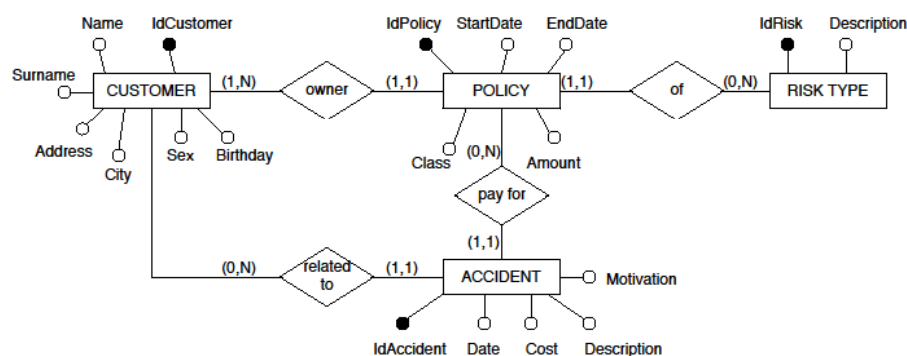 Name IdCustomer IdPolicy StartDate EndDate IdRisk Description
Surname CUSTOMER (1,N) owner (1,1) POLICY (1,1) of (0,N) RISK TYPE
Address City Sex Birthday Class (0,N) Amount
pay for
(1,1)
(0,N) related (1,1) ACCIDENT Motivation
to
IdAccident Date Cost Description